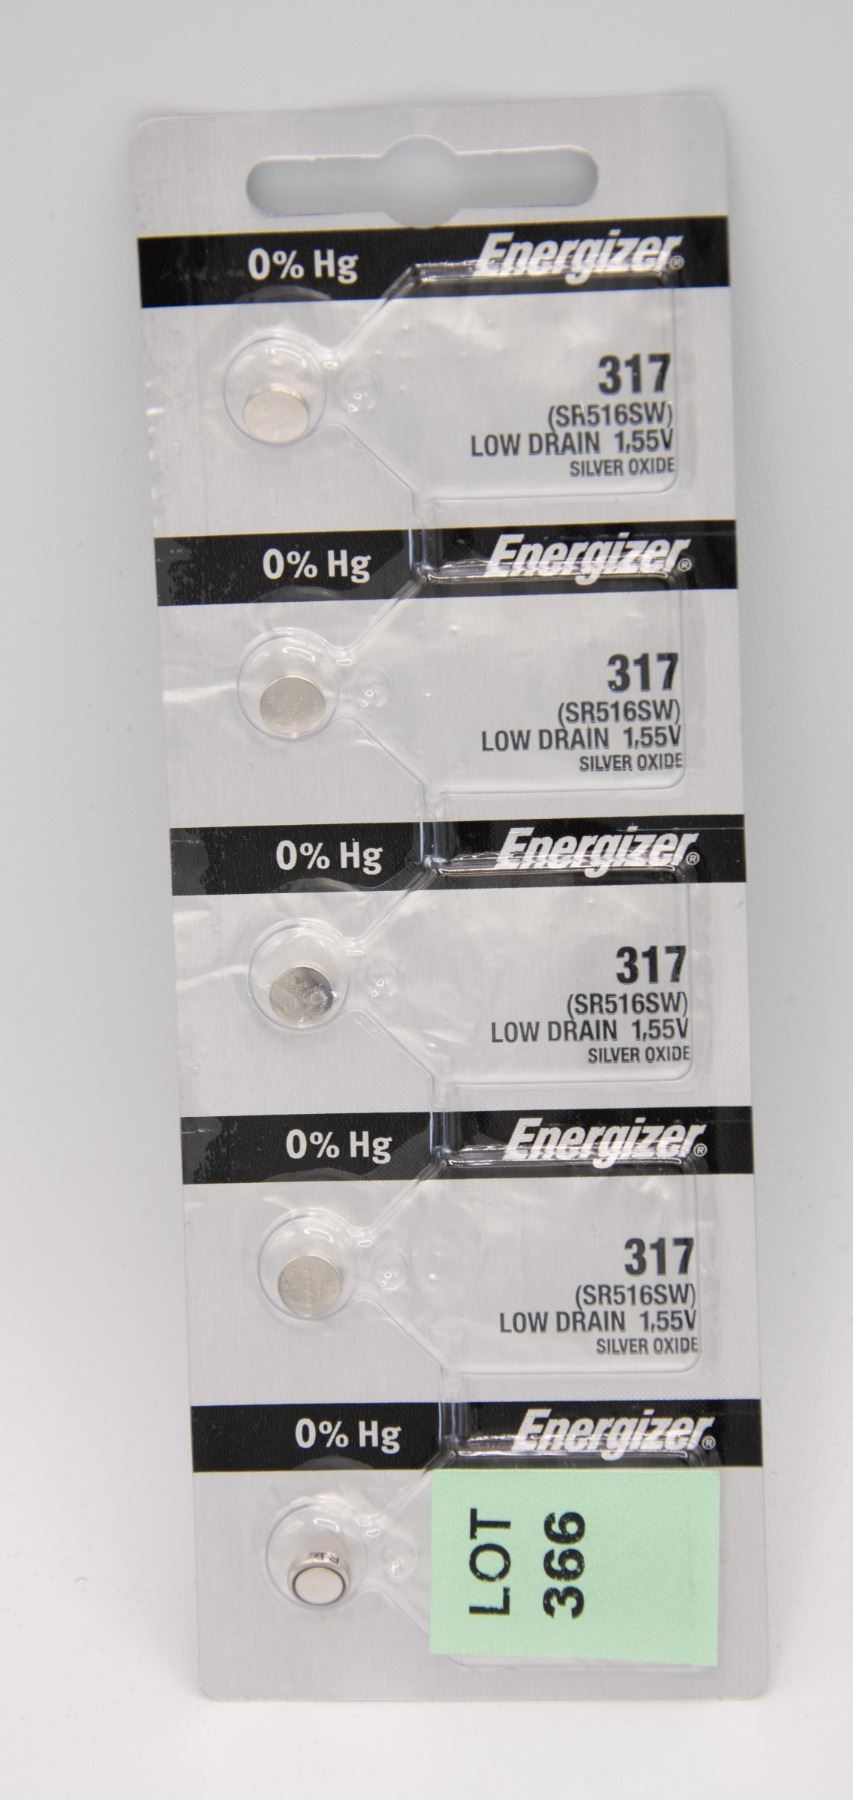 0% Hg Energizer®
317
(SR516SW)
LOW DRAIN 1,55V
SILVER OXIDE
0% Hg Energizer®
317
(SR516SW)
LOW DRAIN 1,55V
SILVER OXIDE
0% Hg Energizer®
317
(SR516SW)
LOW DRAIN 1,55V
SILVER OXIDE
0% Hg Energizer®
317
(SR516SW)
LOW DRAIN 1,55V
SILVER OXIDE
0% Hg Energizer®
LOT
366